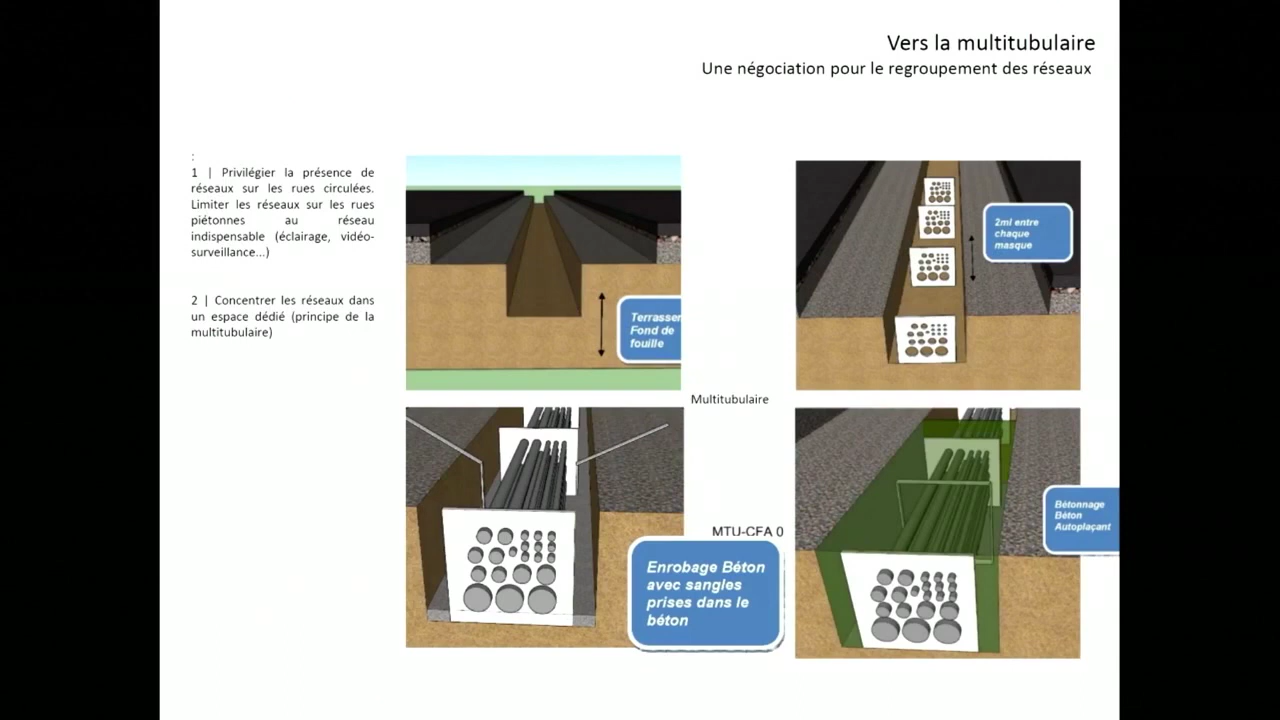 Vers la multitubulaire
Une négociation pour le regroupement des réseaux
:
1 | Privilégier la présence de
réseaux sur les rues circulées.
Limiter les réseaux sur les rues
piétonnes au réseau
indispensable (éclairage, vidéo-
surveillance...)
2 | Concentrer les réseaux dans
un espace dédié (principe de la
multitubulaire)
Terrasser
Fond de
fouille
2ml entre
chaque
masque
Multitubulaire
MTU-CFA 0
Enrobage Béton
avec sangles
prises dans le
béton
Bétonnage
Béton
Autoplaçant